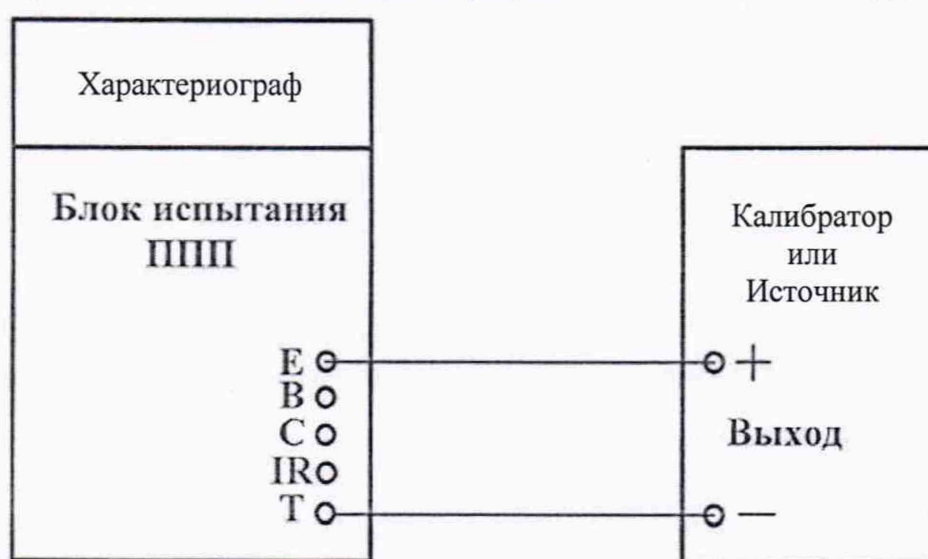 Характериограф
Блок испытания
ППП
Калибратор
или
Источник
E
B
C
IR
T
+
Выход
—